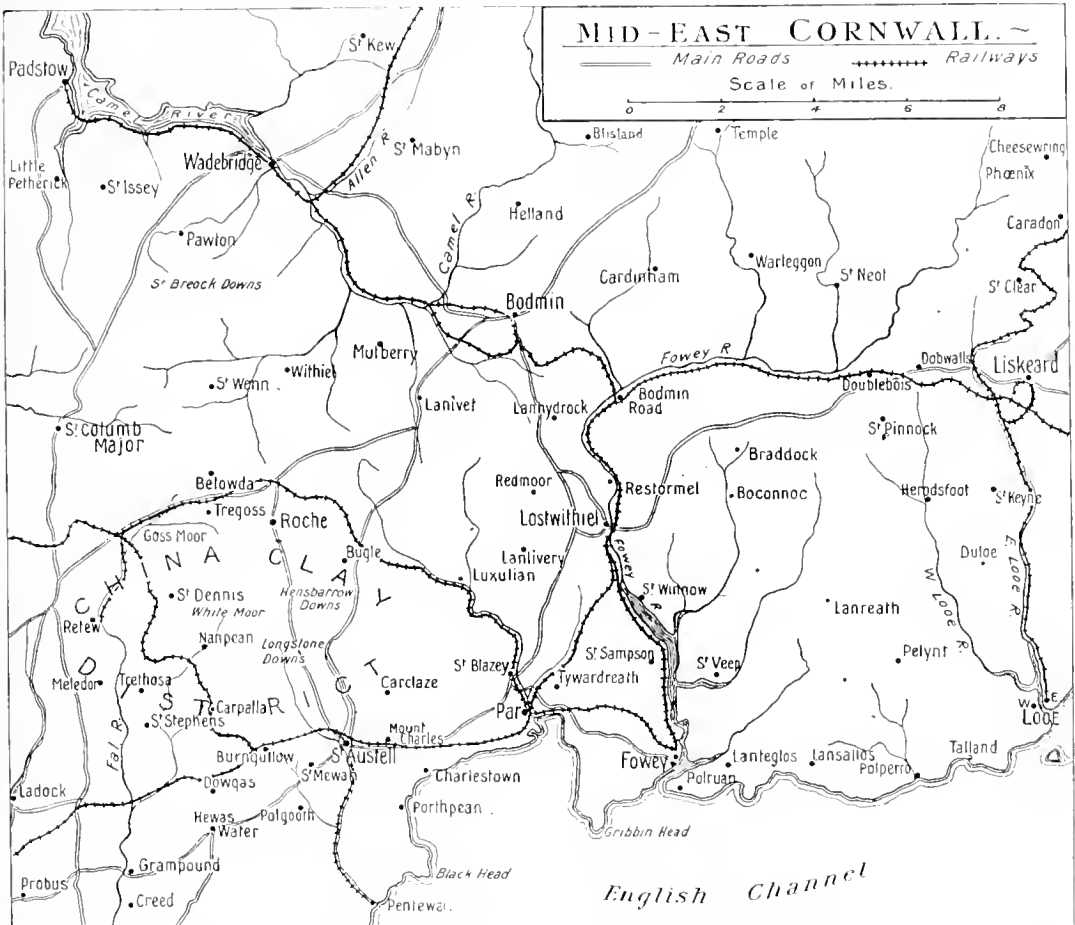 MID-EAST CORNWALL.~
Main Roads
Railways
Scale of Miles.
0 2 4 6 8
St Kew
Padstow
Camel River
Blisland
Temple
St Mabyn
Cheesewring
Wadebridge
Allen R.
Phœnix
Little
Petherick
St Issey
Helland
Caradon
Pawton
Camel R.
Cardinham
Warleggon
St Neot
St Clear
St Breock Downs
Bodmin
Mulberry
Fowey R
Dobwalls
Withiel
Liskeard
St Wenn
Doublebois
Lanivet
Lanhydrock
Bodmin
Road
St Columb
Major
St Pinnock
Braddock
Belowda
Redmoor
Restormel
Boconnoc
Herodsfoot
St Keyne
Tregoss
Roche
Lostwithiel
Goss Moor
CHINA CLAY
DISTRICT
Bugle
Lanlivery
Fowey R
Duloe
E. Looe R.
Luxulian
St Dennis
Hensbarrow
Downs
St Winnow
White Moor
Lanreath
W Looe R.
Retew
Nanpean
Longstone
Downs
St Blazey
St Sampson
St Veep
Pelynt
Meledor
Trethosa
Carclaze
Tywardreath
Carpalla
Par
W
E
LOOE
St Stephens
Mount
Charles
Fal R.
Burngullow
St Austell
Fowey
Lanteglos
Lansallos
Talland
St Mewan
Charlestown
Polruan
Polperro
Ladock
Dowgas
Polgooth
Porthpean
Hewas
Water
Gribbin Head
Grampound
Black Head
Probus
English Channel
Creed
Pentewan.